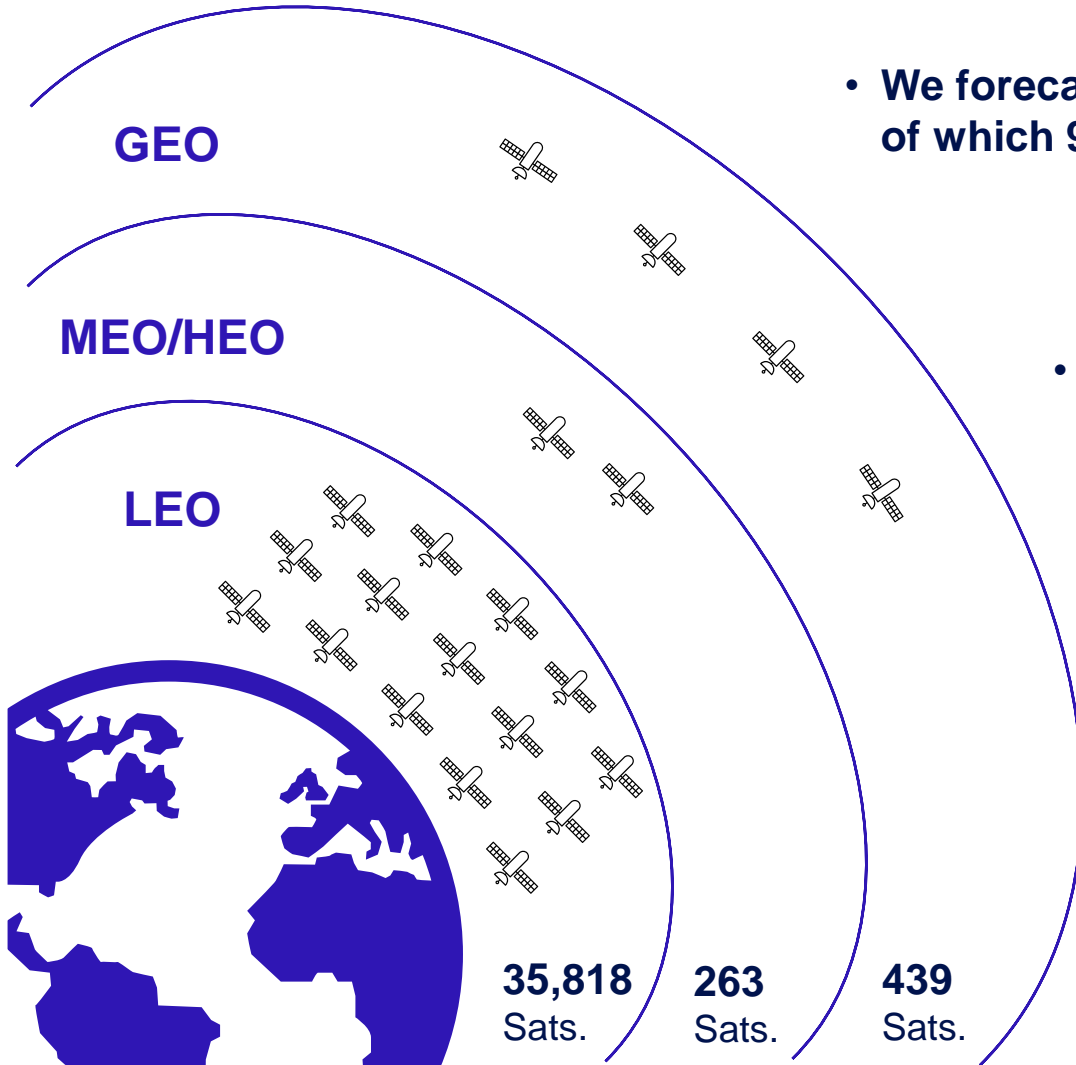 • We foreca
of which 9
GEO
MEO/HEO
•
LEO
35,818
Sats.
263
Sats.
439
Sats.